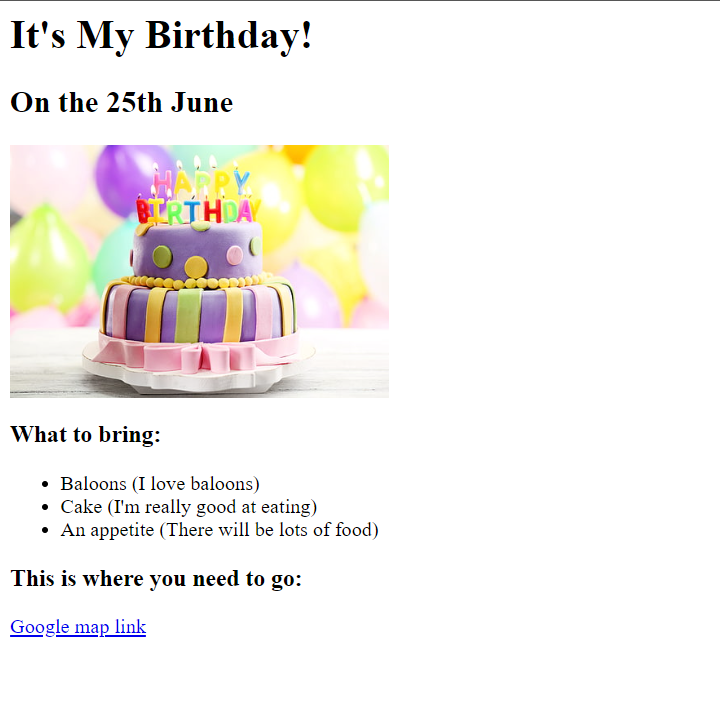 It's My Birthday!
On the 25th June
HAPPY
BIRTHDAY
What to bring:
Baloons (I love baloons)
Cake (I'm really good at eating)
An appetite (There will be lots of food)
This is where you need to go:
Google map link